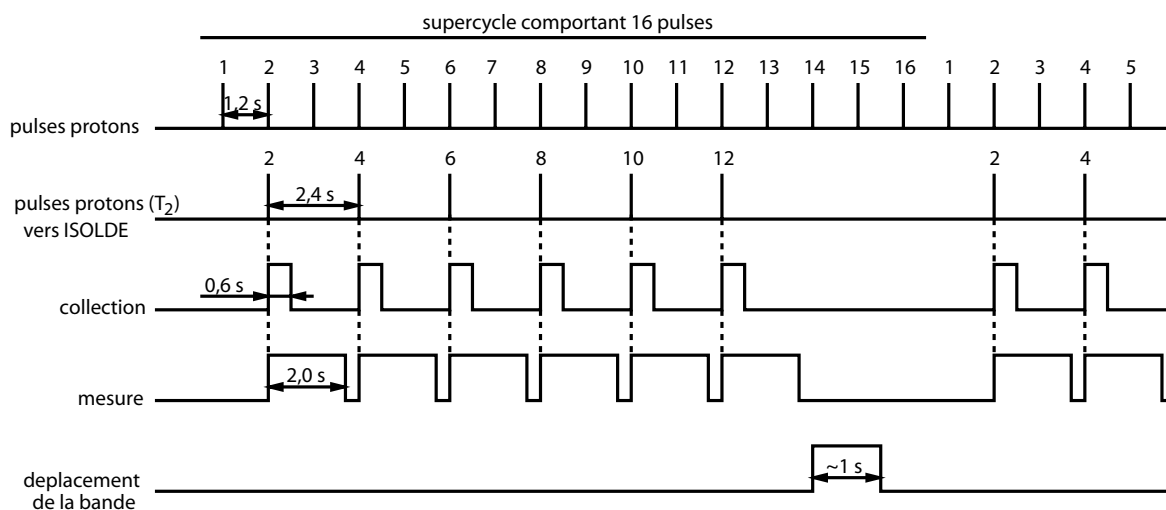 supercycle comportant 16 pulses
1 2 3 4 5 6 7 8 9 10 11 12 13 14 15 16 1 2 3 4 5
1,2 s
pulses protons
2 4 6 8 10 12 2 4
2,4 s
pulses protons (T2)
vers ISOLDE
0,6 s
collection
2,0 s
mesure
~1 s
deplacement
de la bande